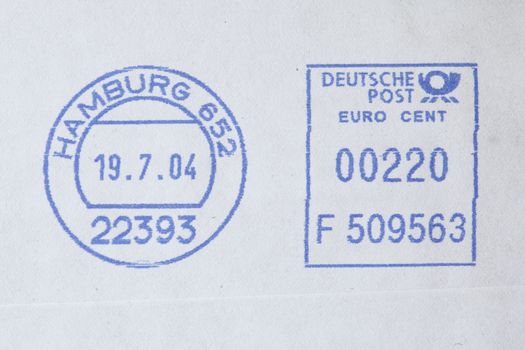 HAMBURG 652
19.7.04
22393
DEUTSCHE
POST
EURO CENT
00220
F 509563